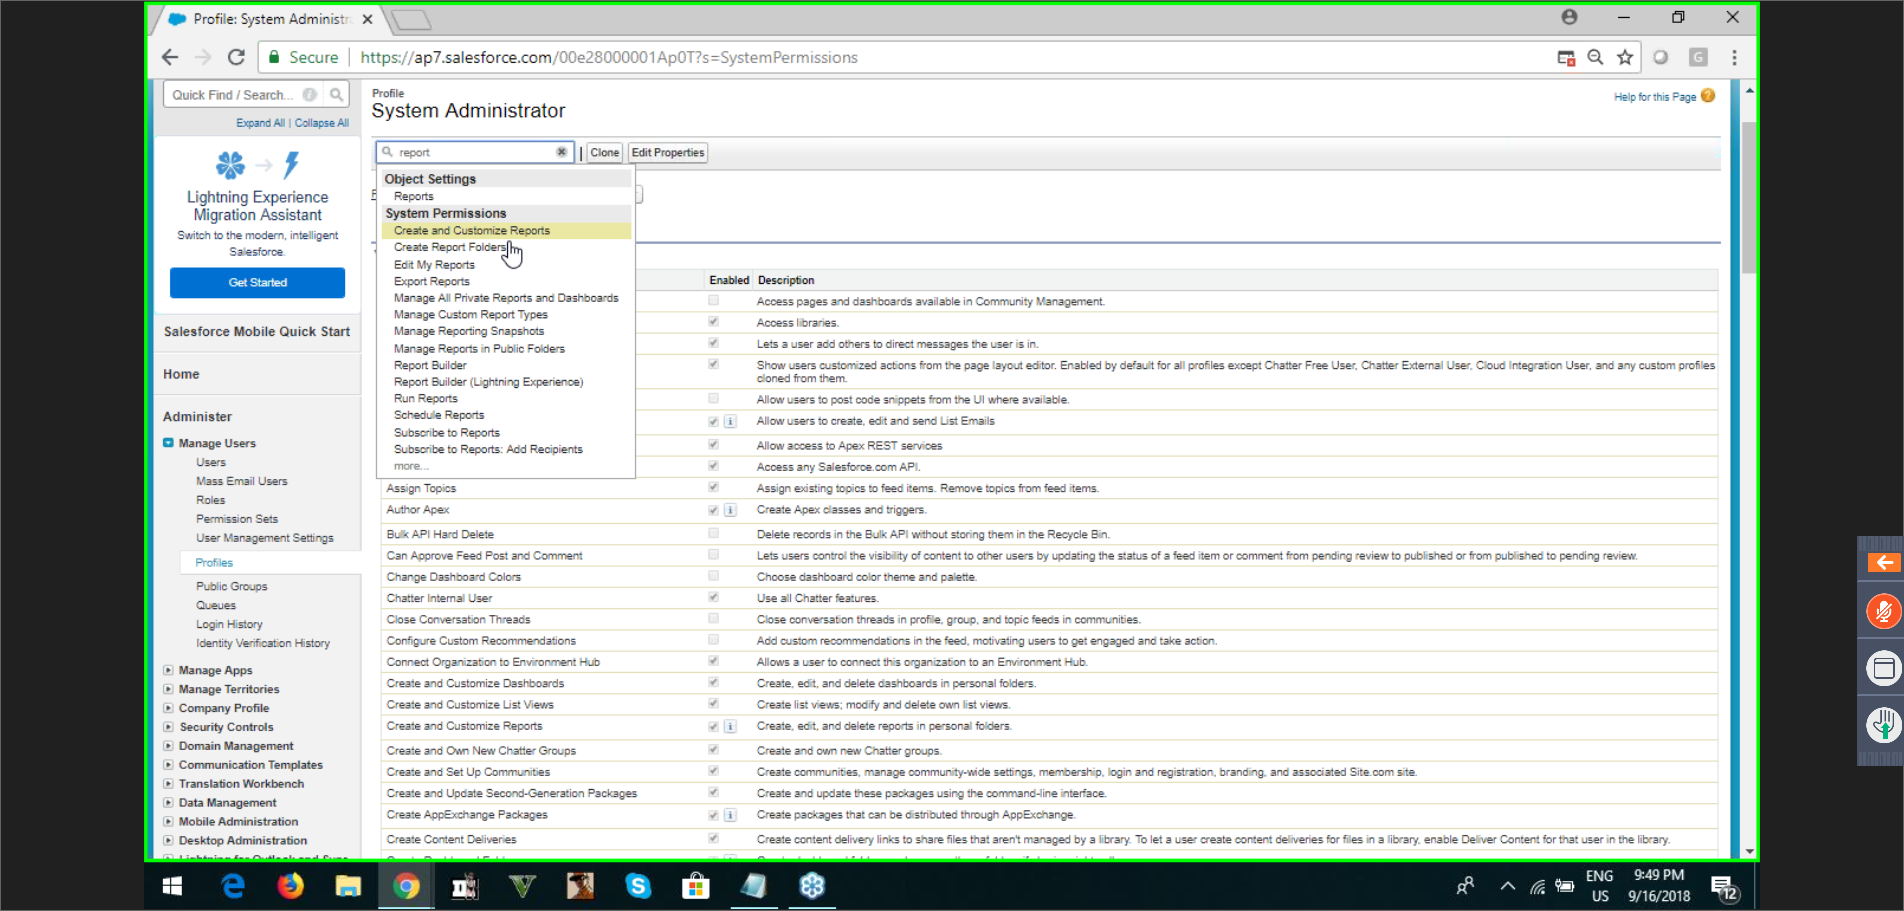 Profile: System Administr
Secure
https://ap7.salesforce.com/00e28000001Ap0T?s=SystemPermissions
Quick Find / Search...
Expand All | Collapse All
Lightning Experience
Migration Assistant
Switch to the modern, intelligent
Salesforce.
Get Started
Salesforce Mobile Quick Start
Home
Administer
Manage Users
Users
Mass Email Users
Roles
Permission Sets
User Management Settings
Profiles
Public Groups
Queues
Login History
Identity Verification History
Manage Apps
Manage Territories
Company Profile
Security Controls
Domain Management
Communication Templates
Translation Workbench
Data Management
Mobile Administration
Desktop Administration
Profile
System Administrator
Help for this Page
report
Clone
Edit Properties
Object Settings
Reports
System Permissions
Create and Customize Reports
Create Report Folders
Edit My Reports
Export Reports
Manage All Private Reports and Dashboards
Manage Custom Report Types
Manage Reporting Snapshots
Manage Reports in Public Folders
Report Builder
Report Builder (Lightning Experience)
Run Reports
Schedule Reports
Subscribe to Reports
Subscribe to Reports: Add Recipients
more...
Enabled Description
Access pages and dashboards available in Community Management.
Access libraries.
Lets a user add others to direct messages the user is in.
Show users customized actions from the page layout editor. Enabled by default for all profiles except Chatter Free User, Chatter External User, Cloud Integration User, and any custom profiles
cloned from them.
Allow users to post code snippets from the UI where available.
Allow users to create, edit and send List Emails
Allow access to Apex REST services
Access any Salesforce.com API.
Assign Topics Assign existing topics to feed items. Remove topics from feed items.
Author Apex Create Apex classes and triggers.
Bulk API Hard Delete Delete records in the Bulk API without storing them in the Recycle Bin.
Can Approve Feed Post and Comment Lets users control the visibility of content to other users by updating the status of a feed item or comment from pending review to published or from published to pending review.
Change Dashboard Colors Choose dashboard color theme and palette.
Chatter Internal User Use all Chatter features.
Close Conversation Threads Close conversation threads in profile, group, and topic feeds in communities.
Configure Custom Recommendations Add custom recommendations in the feed, motivating users to get engaged and take action.
Connect Organization to Environment Hub Allows a user to connect this organization to an Environment Hub.
Create and Customize Dashboards Create, edit, and delete dashboards in personal folders.
Create and Customize List Views Create list views; modify and delete own list views.
Create and Customize Reports Create, edit, and delete reports in personal folders.
Create and Own New Chatter Groups Create and own new Chatter groups.
Create and Set Up Communities Create communities, manage community-wide settings, membership, login and registration, branding, and associated Site.com site.
Create and Update Second-Generation Packages Create and update these packages using the command-line interface.
Create AppExchange Packages Create packages that can be distributed through AppExchange.
Create Content Deliveries Create content delivery links to share files that aren't managed by a library. To let a user create content deliveries for files in a library, enable Deliver Content for that user in the library.
ENG
US
9:49 PM
9/16/2018
12